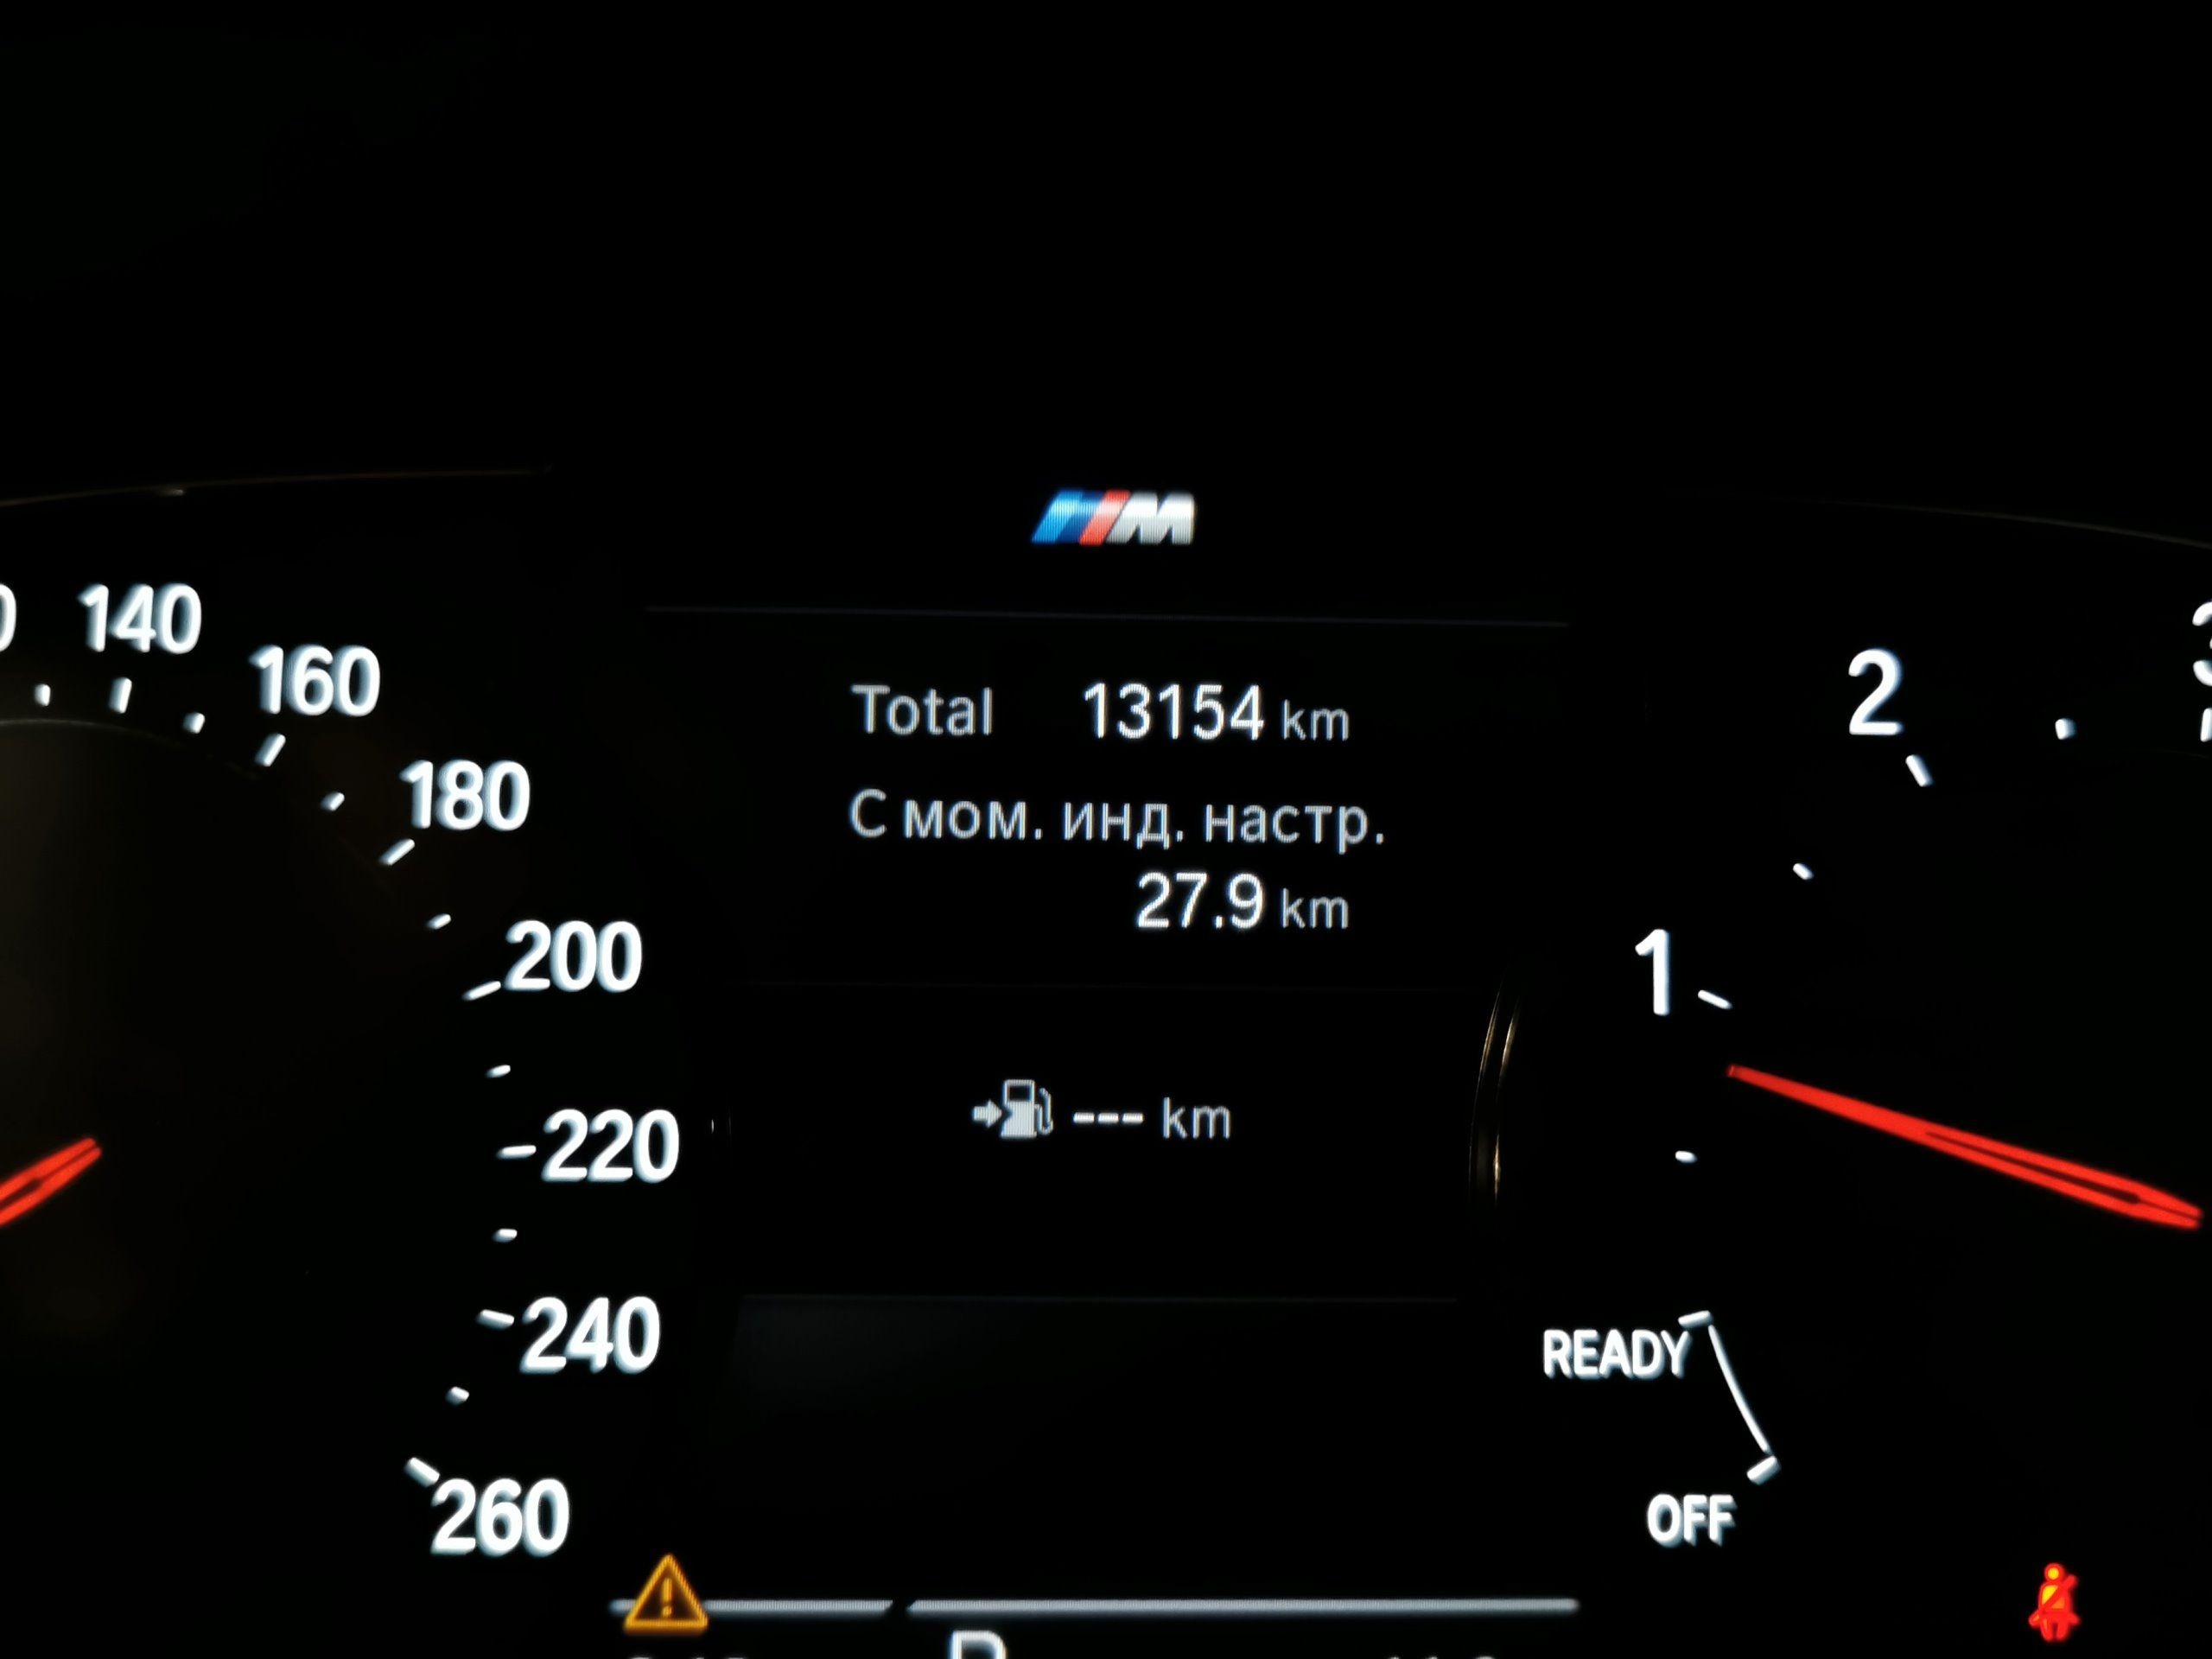 M
140
160
180
200
220
240
260
Total 13154 km
С мом. инд. настр.
27.9 km
--- km
2
1
READY
OFF